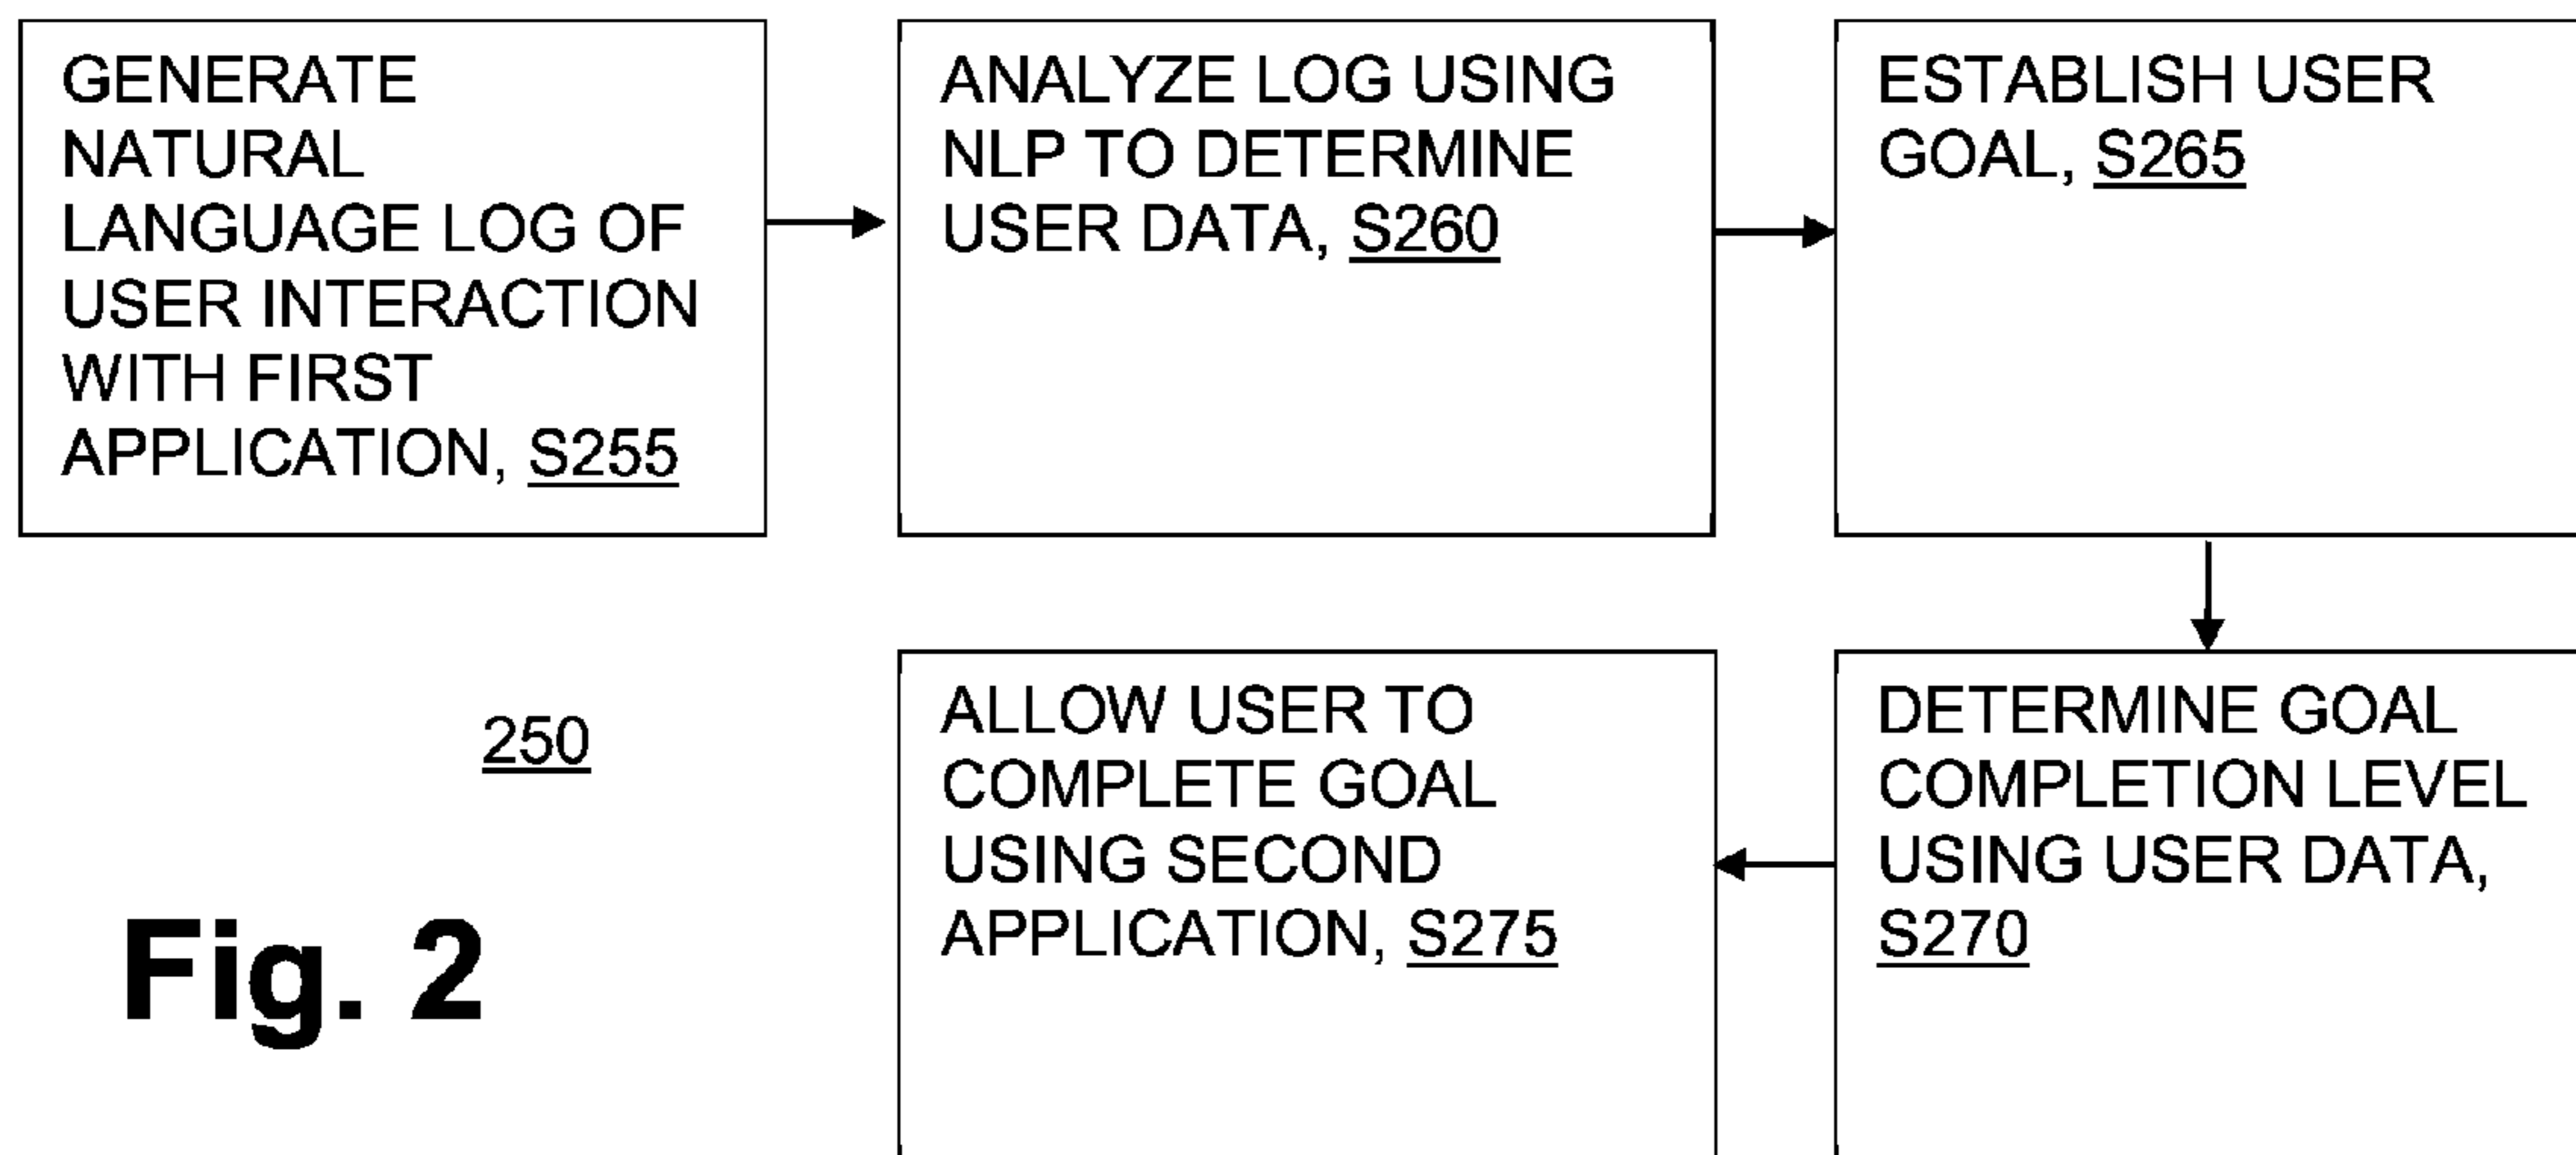 GENERATE
NATURAL
LANGUAGE LOG OF
USER INTERACTION
WITH FIRST
APPLICATION, S255
ANALYZE LOG USING
NLP TO DETERMINE
USER DATA, S260
ESTABLISH USER
GOAL, S265
DETERMINE GOAL
COMPLETION LEVEL
USING USER DATA,
S270
ALLOW USER TO
COMPLETE GOAL
USING SECOND
APPLICATION, S275
250
Fig. 2